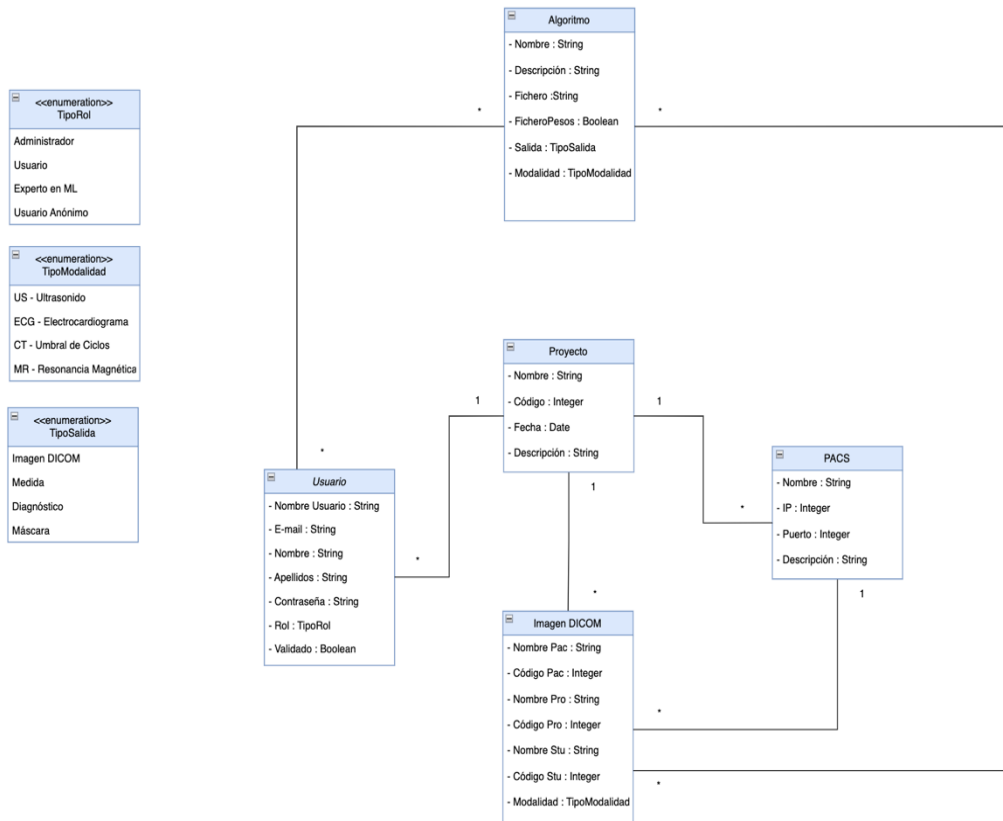 Algoritmo
- Nombre : String
- Descripción : String
- Fichero :String
- FicheroPesos : Boolean
- Salida : TipoSalida
- Modalidad : TipoModalidad
*
*
<<enumeration>>
TipoRol
Administrador
Usuario
Experto en ML
Usuario Anónimo
<<enumeration>>
TipoModalidad
US - Ultrasonido
ECG - Electrocardiograma
CT - Umbral de Ciclos
MR - Resonancia Magnética
<<enumeration>>
TipoSalida
Imagen DICOM
Medida
Diagnóstico
Máscara
Proyecto
- Nombre : String
- Código : Integer
- Fecha : Date
- Descripción : String
1
1
1
*
Usuario
- Nombre Usuario : String
- E-mail : String
- Nombre : String
- Apellidos : String
- Contraseña : String
- Rol : TipoRol
- Validado : Boolean
*
PACS
- Nombre : String
- IP : Integer
- Puerto : Integer
- Descripción : String
*
1
*
Imagen DICOM
- Nombre Pac : String
- Código Pac : Integer
- Nombre Pro : String
- Código Pro : Integer
- Nombre Stu : String
- Código Stu : Integer
- Modalidad : TipoModalidad
*
*